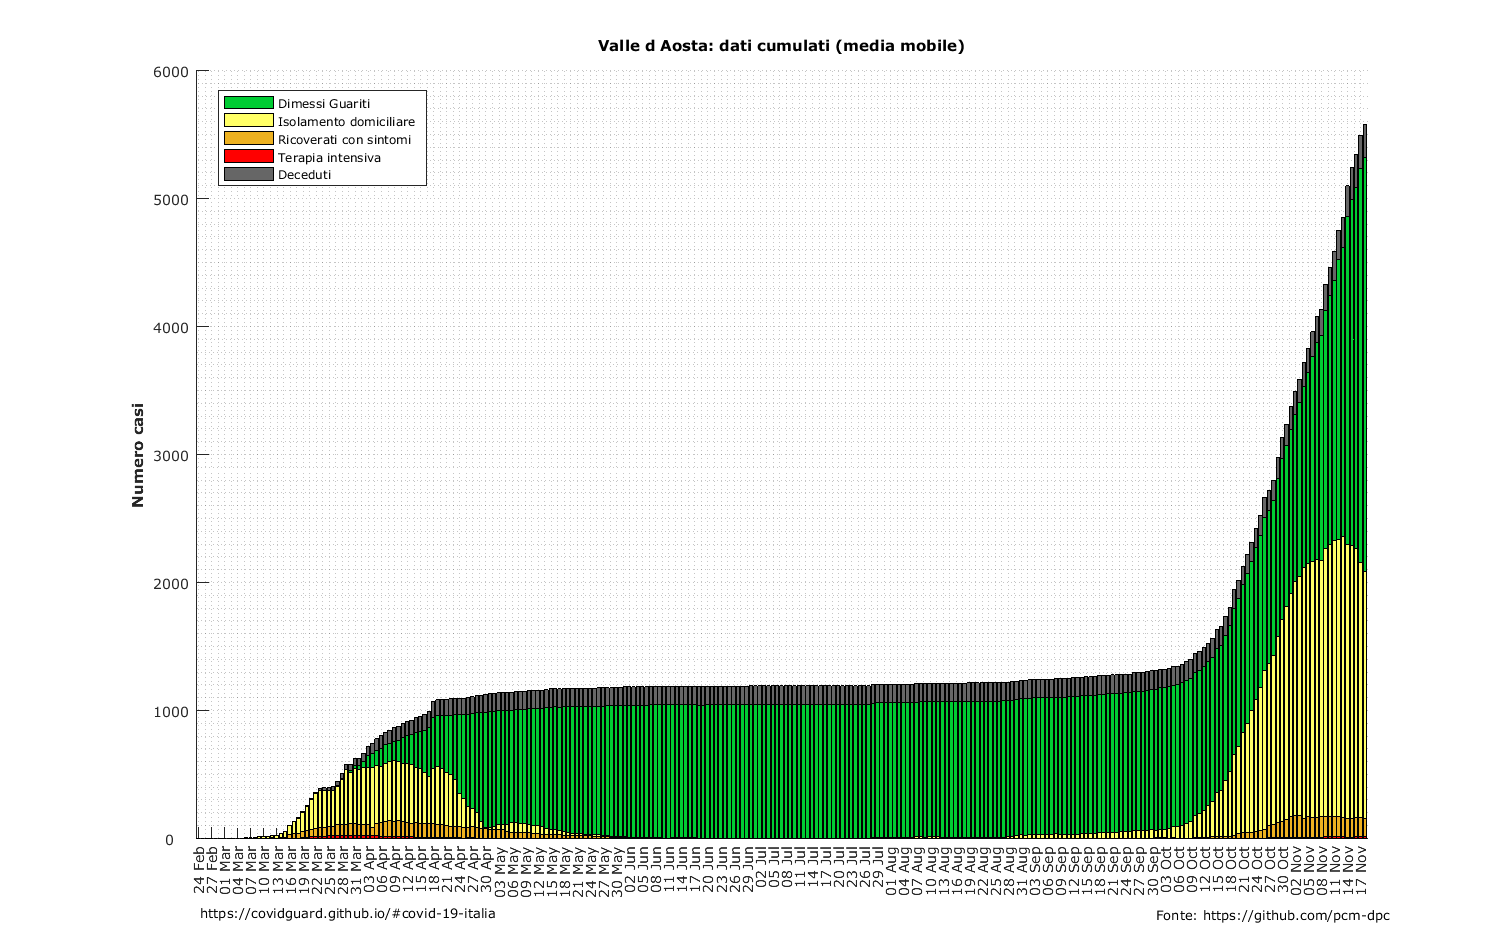 Valle d Aosta: dati cumulati (media mobile)
6000
5000
4000
3000
2000
1000
0
Numero casi
Dimessi Guariti
Isolamento domiciliare
Ricoverati con sintomi
Terapia intensiva
Deceduti
24 Feb
27 Feb
01 Mar
04 Mar
07 Mar
10 Mar
13 Mar
16 Mar
19 Mar
22 Mar
25 Mar
28 Mar
31 Mar
03 Apr
06 Apr
09 Apr
12 Apr
15 Apr
18 Apr
21 Apr
24 Apr
27 Apr
30 Apr
03 May
06 May
09 May
12 May
15 May
18 May
21 May
24 May
27 May
30 May
02 Jun
05 Jun
08 Jun
11 Jun
14 Jun
17 Jun
20 Jun
23 Jun
26 Jun
29 Jun
02 Jul
05 Jul
08 Jul
11 Jul
14 Jul
17 Jul
20 Jul
23 Jul
26 Jul
29 Jul
01 Aug
04 Aug
07 Aug
10 Aug
13 Aug
16 Aug
19 Aug
22 Aug
25 Aug
28 Aug
31 Aug
03 Sep
06 Sep
09 Sep
12 Sep
15 Sep
18 Sep
21 Sep
24 Sep
27 Sep
30 Sep
03 Oct
06 Oct
09 Oct
12 Oct
15 Oct
18 Oct
21 Oct
24 Oct
27 Oct
30 Oct
02 Nov
05 Nov
08 Nov
11 Nov
14 Nov
17 Nov
https://covidguard.github.io/#covid-19-italia
Fonte: https://github.com/pcm-dpc